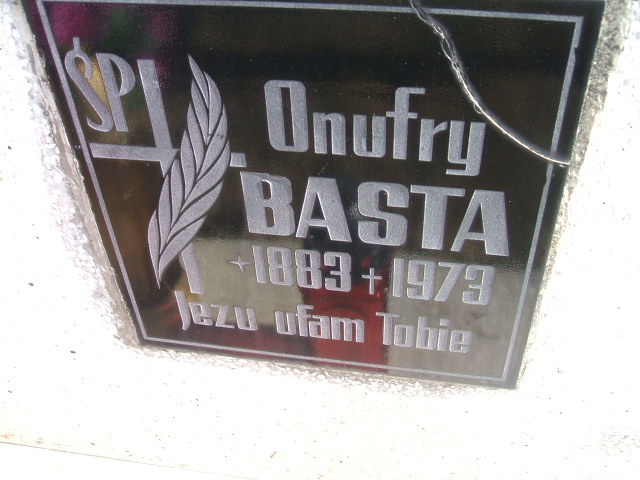 ŚP
Onufry
BASTA
1883 + 1973
Jezu ufam Tobie